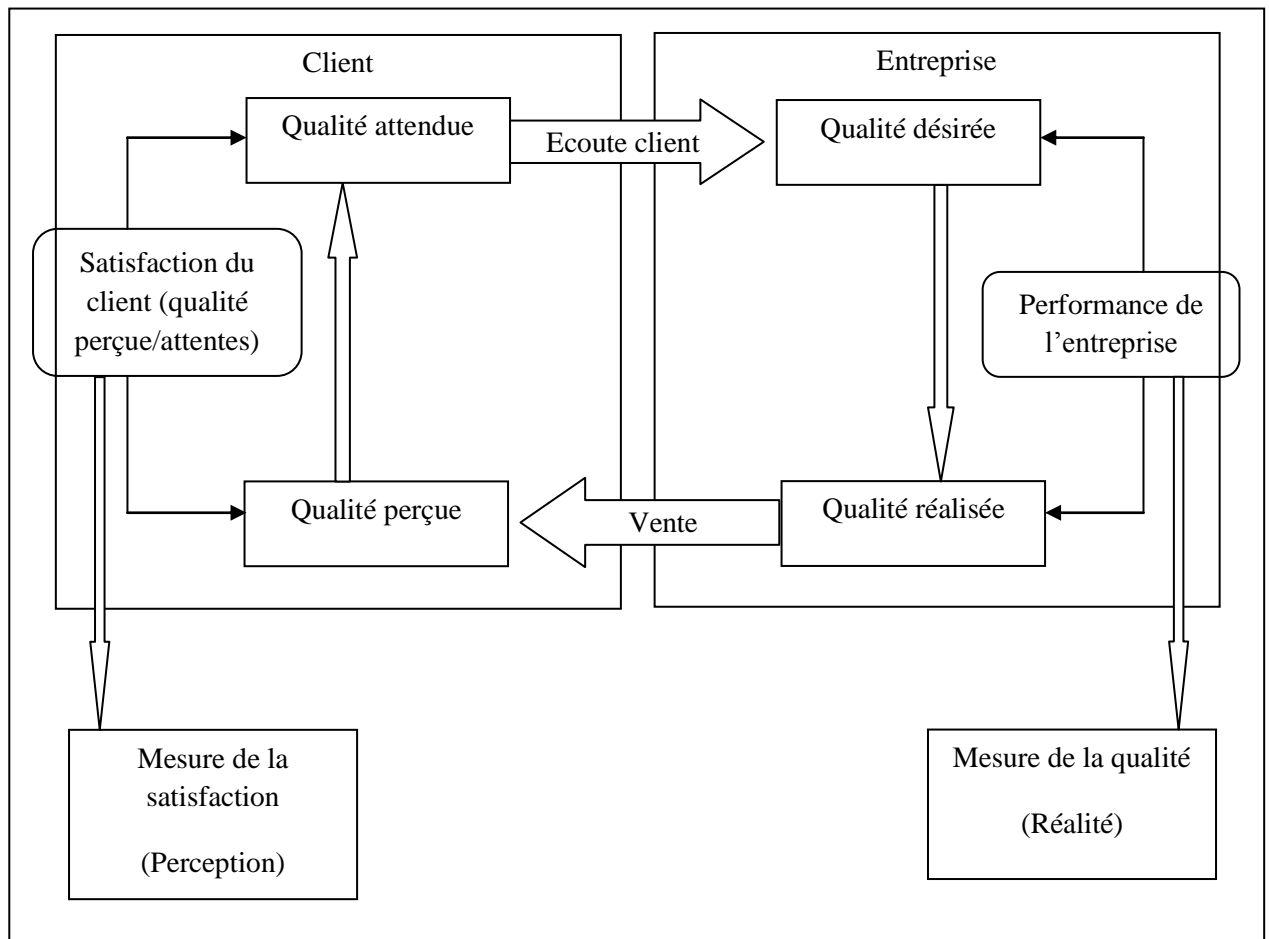 Client
Entreprise
Qualité attendue
Ecoute client
Qualité désirée
Satisfaction du
client (qualité
perçue/attentes)
Performance de
l’entreprise
Qualité perçue
Vente
Qualité réalisée
Mesure de la
satisfaction
(Perception)
Mesure de la qualité
(Réalité)